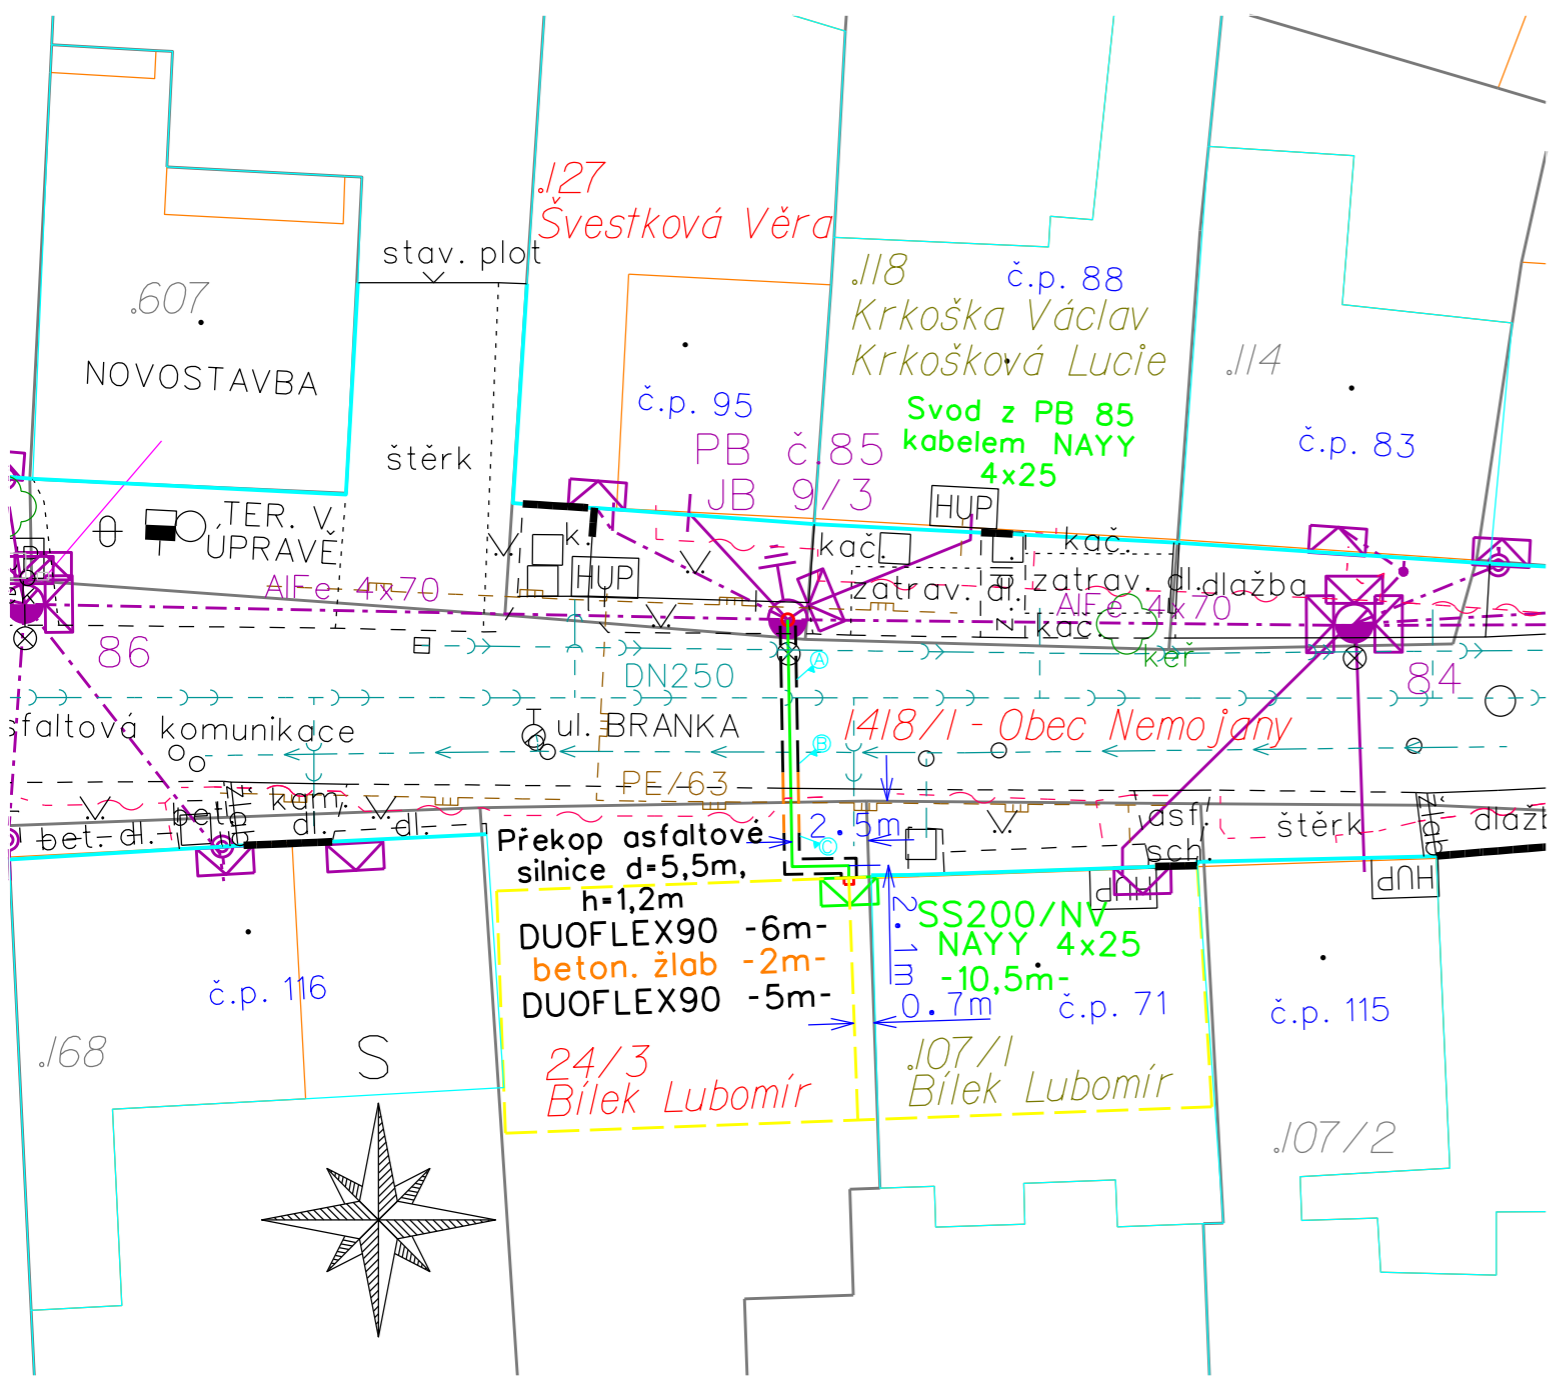 .127
Švestková Věra
stav. plot
.607
NOVOSTAVBA
.118
č.p. 88
Krkoška Václav
Krkošková Lucie
.114
č.p. 95
Svod z PB 85
kabelem NAYY
4x25
č.p. 83
štěrk
PB č.85
JB 9/3
HUP
TER. V
ÚPRAVĚ
k.
kač.
kač.
HUP
AlFe 4x70
zatrav. dl.
zatrav. dl.
dlažba
AlFe 4x70
kač.
keř
86
DN250
A
84
sfaltová komunikace
ul. BRANKA
1418/1 - Obec Nemojany
B
PE/63
kam.
dl.
bet. dl.
dl.
Překop asfaltové
silnice d=5,5m,
h=1,2m
DUOFLEX90 -6m-
beton. žlab -2m-
DUOFLEX90 -5m-
2.5m
C
asf.
sch.
štěrk
žlab
dlažb
HUP
HUP
2.1m
SS200/NV
NAYY 4x25
-10,5m-
0.7m
č.p. 116
č.p. 71
č.p. 115
.168
S
24/3
Bílek Lubomír
.107/1
Bílek Lubomír
.107/2